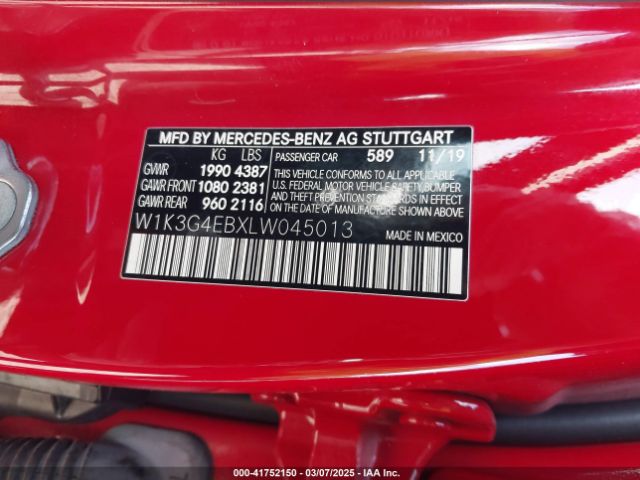 MFD BY MERCEDES-BENZ AG STUTTGART
KG LBS PASSENGER CAR 589 11/19
GVWR 1990 4387 THIS VEHICLE CONFORMS TO ALL APPLICABLE
GAWR FRONT 1080 2381 U.S. FEDERAL MOTOR VEHICLE SAFETY, BUMPER,
AND THEFT PREVENTION STANDARDS IN EFFECT
GAWR REAR 960 2116 ON THE DATE OF MANUFACTURE SHOWN ABOVE.
W1K3G4EBXLW045013 MADE IN MEXICO
000-41752150 — 03/07/2025 — IAA Inc.